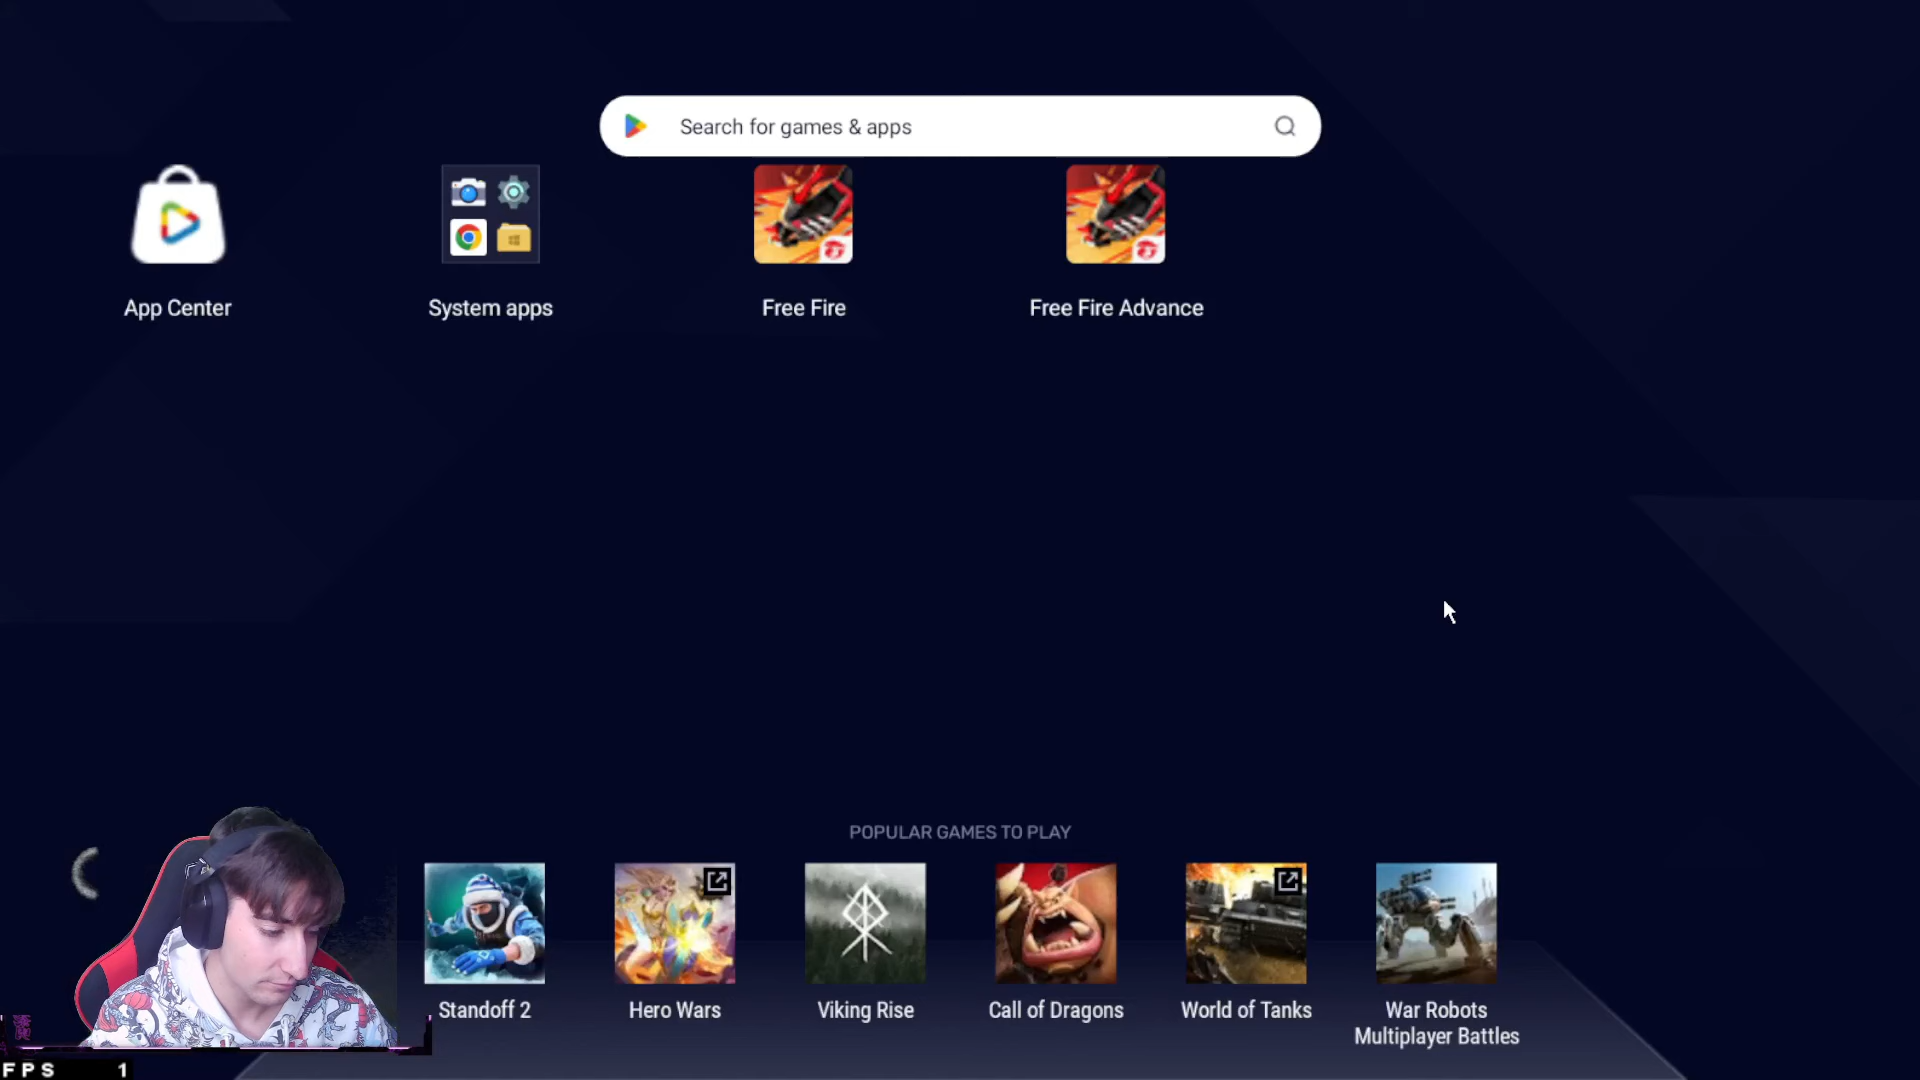 Search for games & apps
App Center
System apps
Free Fire
Free Fire Advance
POPULAR GAMES TO PLAY
Standoff 2
Hero Wars
Viking Rise
Call of Dragons
World of Tanks
War Robots
Multiplayer Battles
FPS 1